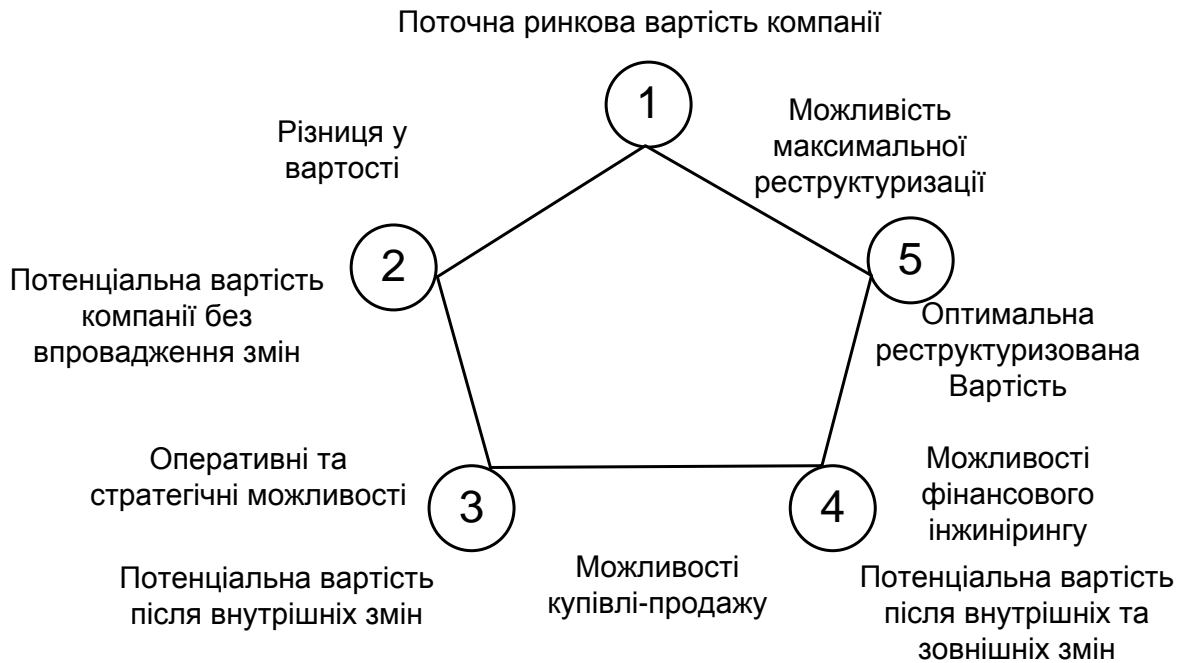 Поточна ринкова вартість компанії
1
Різниця у
вартості
Можливість
максимальної
реструктуризації
2
5
Потенціальна вартість
компанії без
впровадження змін
Оптимальна
реструктуризована
Вартість
Оперативні та
стратегічні можливості
3
4
Можливості
фінансового
інжинірингу
Потенціальна вартість
після внутрішніх змін
Можливості
купівлі-продажу
Потенціальна вартість
після внутрішніх та
зовнішніх змін